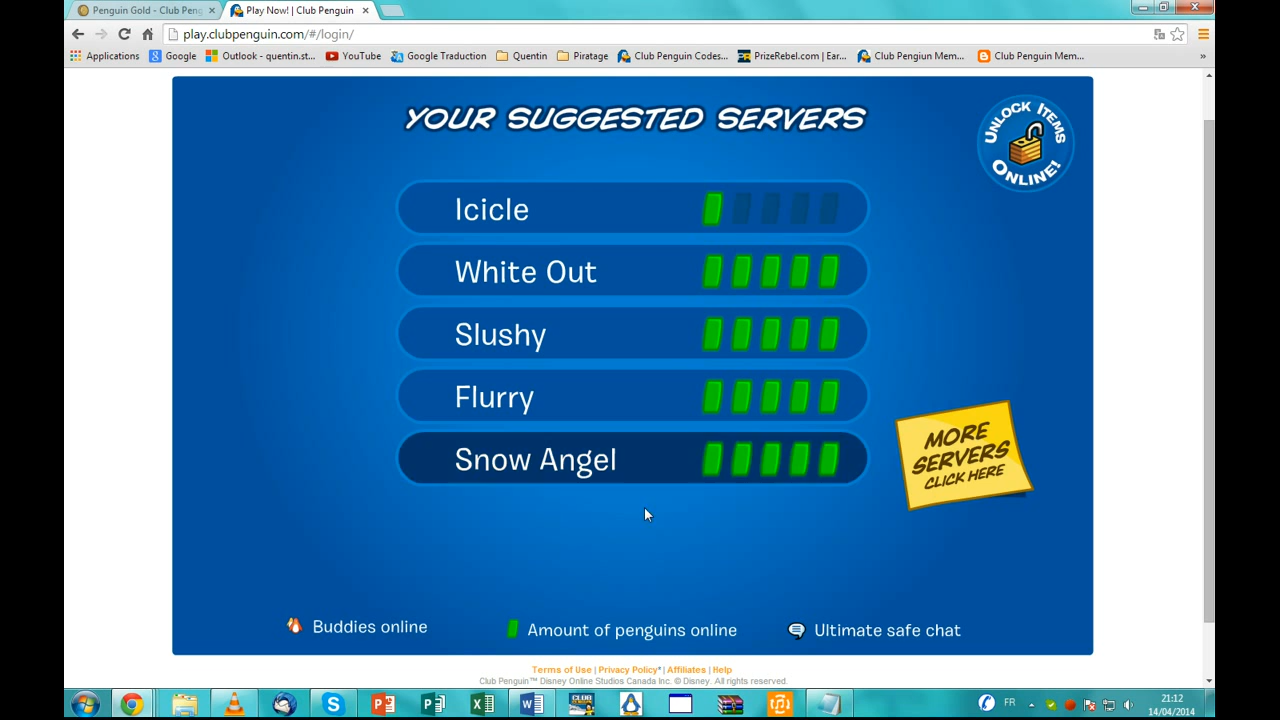 Penguin Gold - Club Peng
Play Now! | Club Penguin
play.clubpenguin.com/#/login/
Applications
Google
Outlook - quentin.st...
YouTube
Google Traduction
Quentin
Piratage
Club Penguin Codes...
PrizeRebel.com | Ear...
Club Pengiun Mem...
Club Penguin Mem...
»
YOUR SUGGESTED SERVERS
UNLOCK ITEMS
ONLINE!
Icicle
White Out
Slushy
Flurry
Snow Angel
MORE
SERVERS
CLICK HERE
Buddies online
Amount of penguins online
Ultimate safe chat
Terms of Use | Privacy Policy* | Affiliates | Help
Club Penguin™ Disney Online Studios Canada Inc. © Disney. All rights reserved.
FR
21:12
14/04/2014